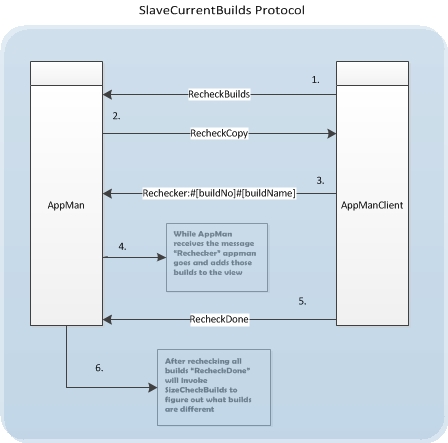 SlaveCurrentBuilds Protocol
1.
RecheckBuilds
2.
RecheckCopy
3.
Rechecker:#[buildNo]#[buildName]
AppMan
AppManClient
4.
While AppMan
receives the message
"Rechecker" appman
goes and adds those
builds to the view
5.
RecheckDone
6.
After rechecking all
builds "RecheckDone"
will invoke
SizeCheckBuilds to
figure out what builds
are different